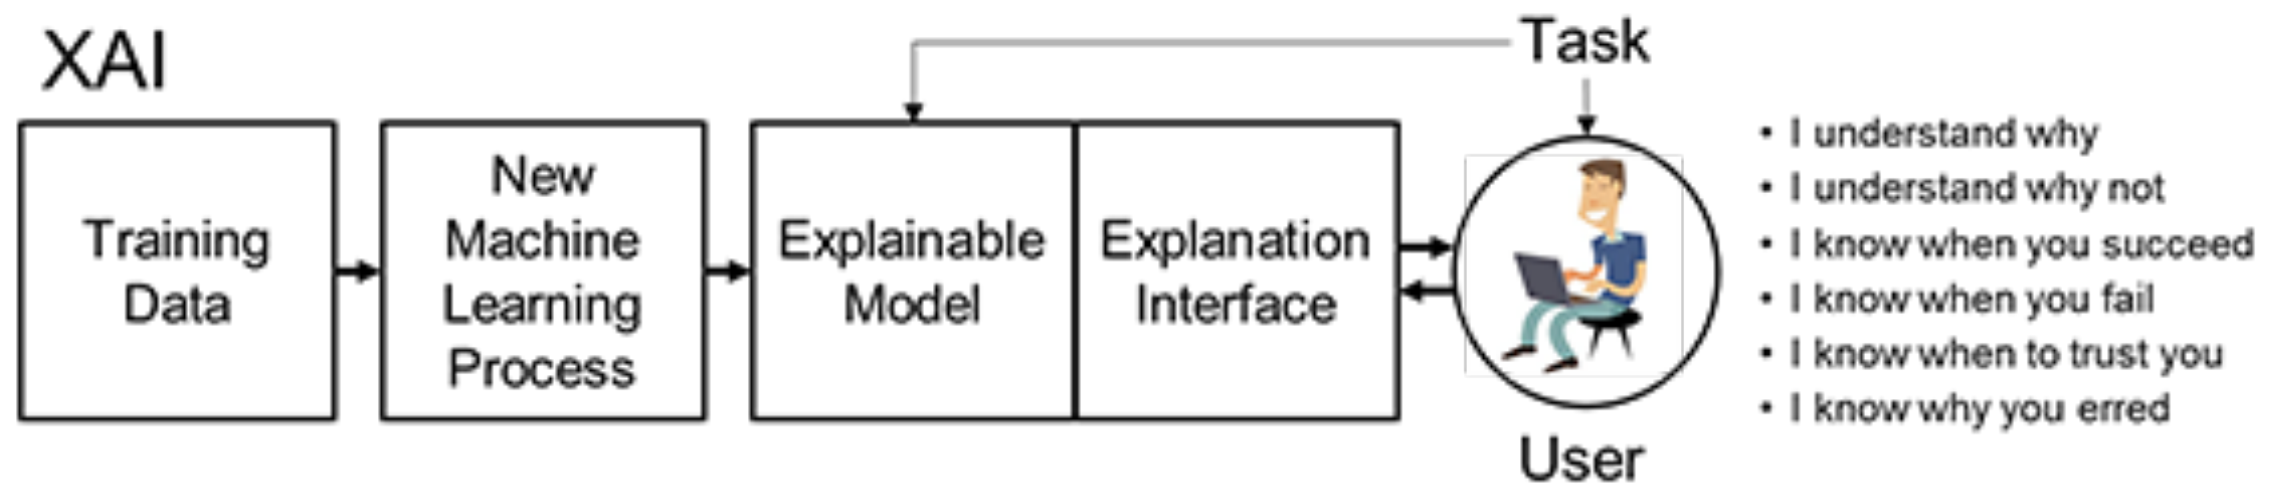 XAI
Task
Training
Data
New
Machine
Learning
Process
Explainable
Model
Explanation
Interface
User
• I understand why
• I understand why not
• I know when you succeed
• I know when you fail
• I know when to trust you
• I know why you erred